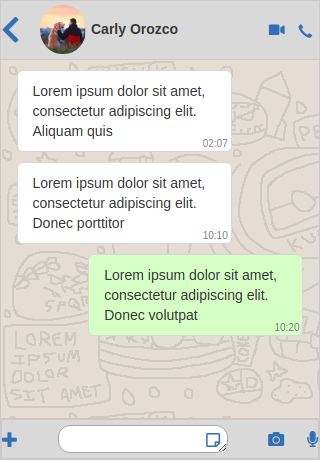 Carly Orozco
Lorem ipsum dolor sit amet,
consectetur adipiscing elit.
Aliquam quis
02:07
Lorem ipsum dolor sit amet,
consectetur adipiscing elit.
Donec porttitor
10:10
Lorem ipsum dolor sit amet,
consectetur adipiscing elit.
Donec volutpat
10:20
LOREM
IPSUM
DOLOR
SIT AMET